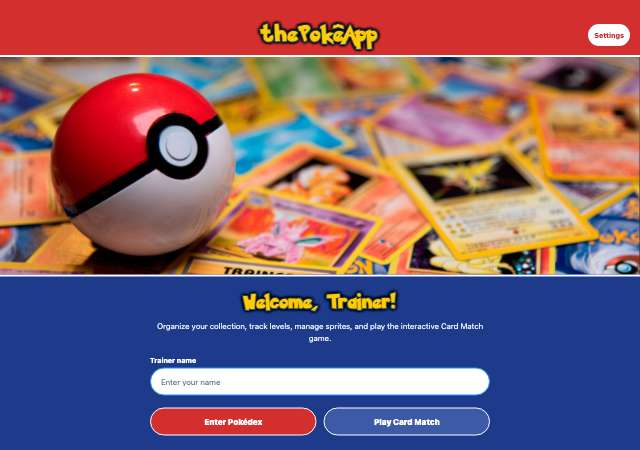 thePokéApp
Settings
TRAINER
Welcome, Trainer!
Organize your collection, track levels, manage sprites, and play the interactive Card Match
game.
Trainer name
Enter your name
Enter Pokédex
Play Card Match